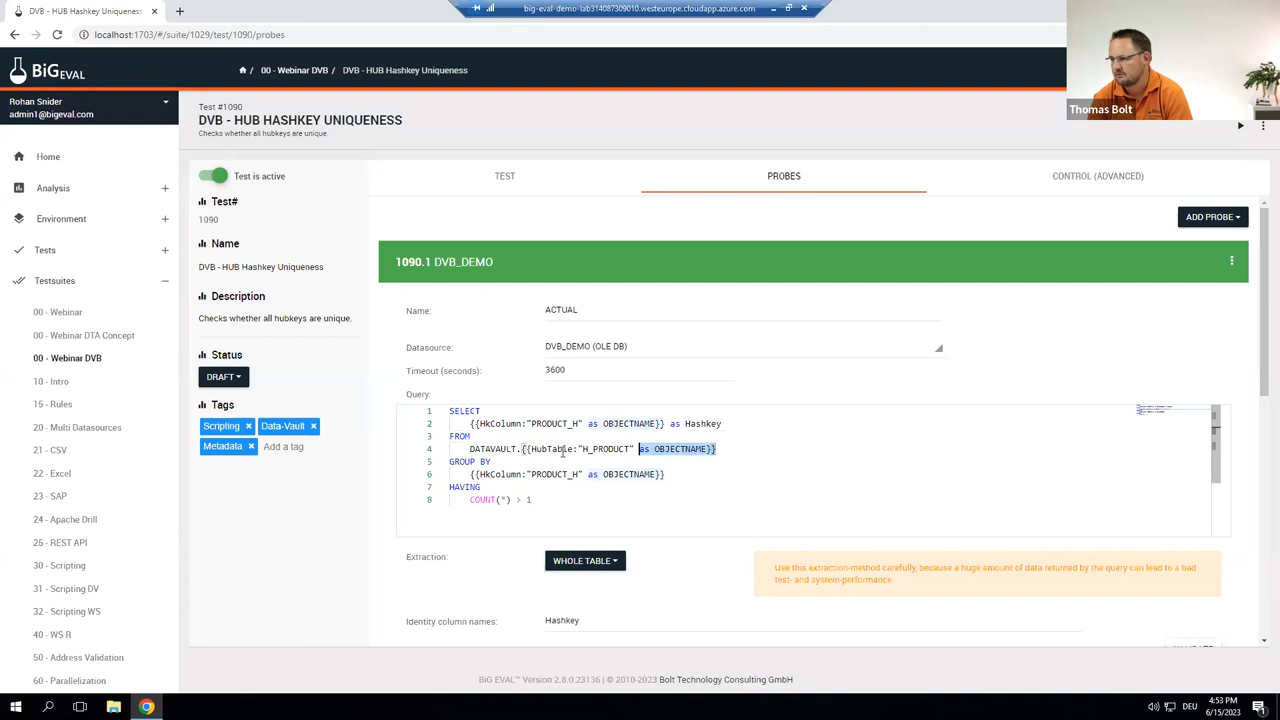 DVB - HUB Hashkey Uniqueness
big-eval-demo-lab314087309010.westeurope.cloudapp.azure.com
localhost:1703/#/suite/1029/test/1090/probes
BiGEVAL
/ 00 - Webinar DVB / DVB - HUB Hashkey Uniqueness
Rohan Snider
admin1@bigeval.com
Thomas Bolt
Test #1090
DVB - HUB HASHKEY UNIQUENESS
Checks whether all hubkeys are unique.
Home
Analysis
Environment
Tests
Testsuites
00 - Webinar
00 - Webinar DTA Concept
00 - Webinar DVB
10 - Intro
15 - Rules
20 - Multi Datasources
21 - CSV
22 - Excel
23 - SAP
24 - Apache Drill
25 - REST API
30 - Scripting
31 - Scripting DV
32 - Scripting WS
40 - WS R
50 - Address Validation
60 - Parallelization
Test is active
Test#
1090
Name
DVB - HUB Hashkey Uniqueness
Description
Checks whether all hubkeys are unique.
Status
DRAFT
Tags
Scripting × Data-Vault ×
Metadata × Add a tag
TEST
PROBES
CONTROL (ADVANCED)
ADD PROBE
1090.1 DVB_DEMO
Name: ACTUAL
Datasource: DVB_DEMO (OLE DB)
Timeout (seconds): 3600
Query:
1 SELECT
2 {{HkColumn:"PRODUCT_H" as OBJECTNAME}} as Hashkey
3 FROM
4 DATAVAULT.{{HubTable:"H_PRODUCT" as OBJECTNAME}}
5 GROUP BY
6 {{HkColumn:"PRODUCT_H" as OBJECTNAME}}
7 HAVING
8 COUNT(*) > 1
Extraction: WHOLE TABLE
Use this extraction-method carefully, because a huge amount of data returned by the query can lead to a bad
test- and system-performance.
Identity column names: Hashkey
BiG EVAL™ Version 2.8.0.23136 | © 2010-2023 Bolt Technology Consulting GmbH
DEU
4:53 PM
6/15/2023